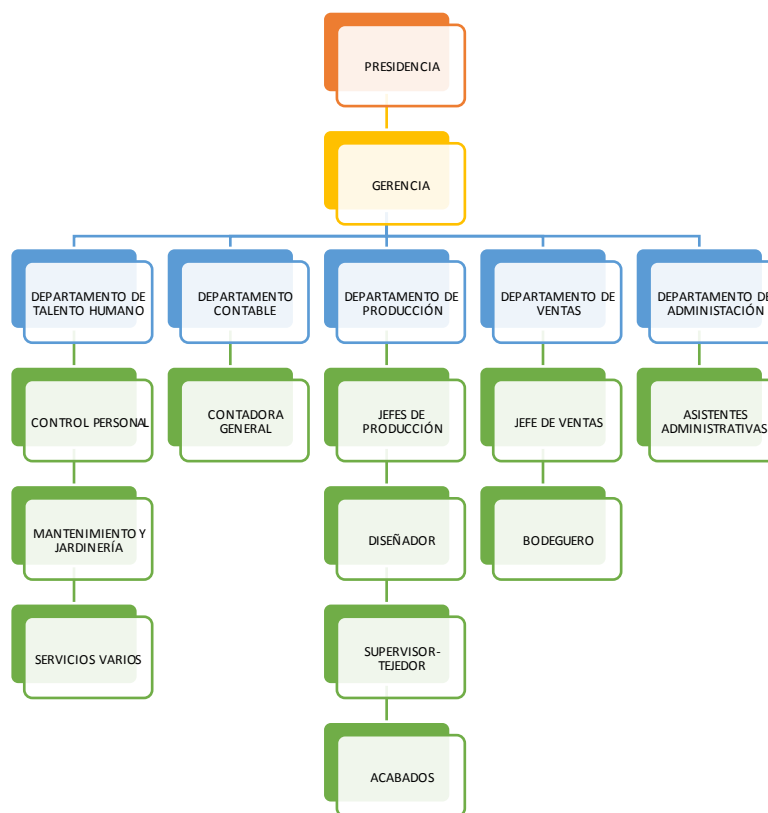 PRESIDENCIA
GERENCIA
DEPARTAMENTO DE
TALENTO HUMANO
DEPARTAMENTO
CONTABLE
DEPARTAMENTO DE
PRODUCCIÓN
DEPARTAMENTO DE
VENTAS
DEPARTAMENTO DE
ADMINISTACIÓN
CONTROL PERSONAL
CONTADORA
GENERAL
JEFES DE
PRODUCCIÓN
JEFE DE VENTAS
ASISTENTES
ADMINISTRATIVAS
MANTENIMIENTO Y
JARDINERÍA
DISEÑADOR
BODEGUERO
SERVICIOS VARIOS
SUPERVISOR-
TEJEDOR
ACABADOS